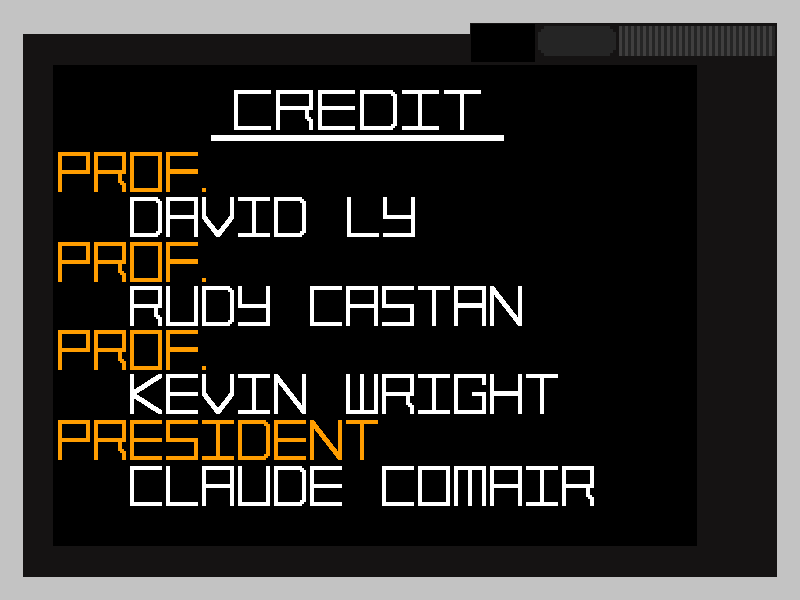 CREDIT
PROF.
DAVID LY
PROF.
RUDY CASTAN
PROF.
KEVIN WRIGHT
PRESIDENT
CLAUDE COMAIR